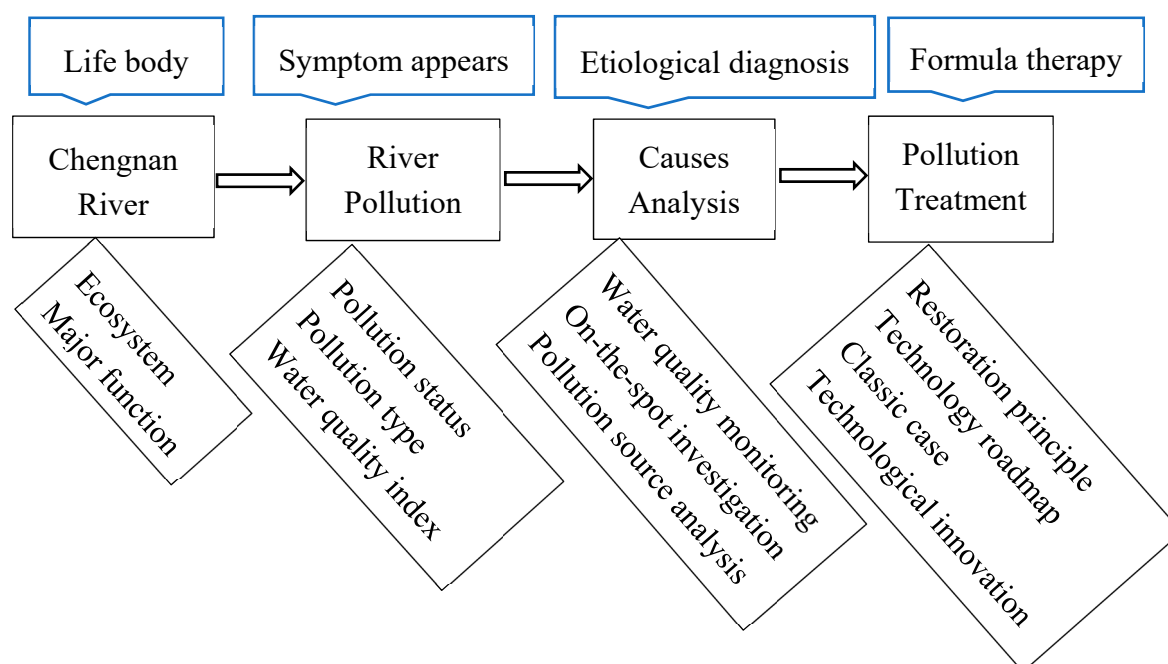 Life body
Symptom appears
Etiological diagnosis
Formula therapy
Chengnan
River
River
Pollution
Causes
Analysis
Pollution
Treatment
Ecosystem
Major function
Pollution status
Pollution type
Water quality index
Water quality monitoring
On-the-spot investigation
Pollution source analysis
Restoration principle
Technology roadmap
Classic case
Technological innovation